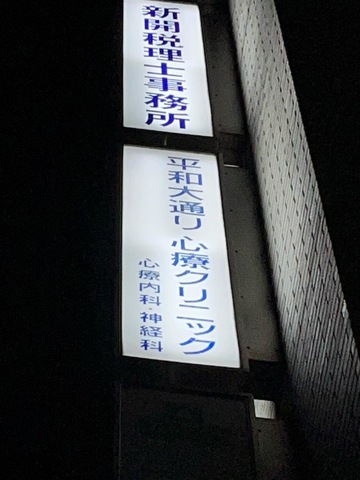 新開税理士事務所
平和大通り心療クリニック
心療内科・神経科